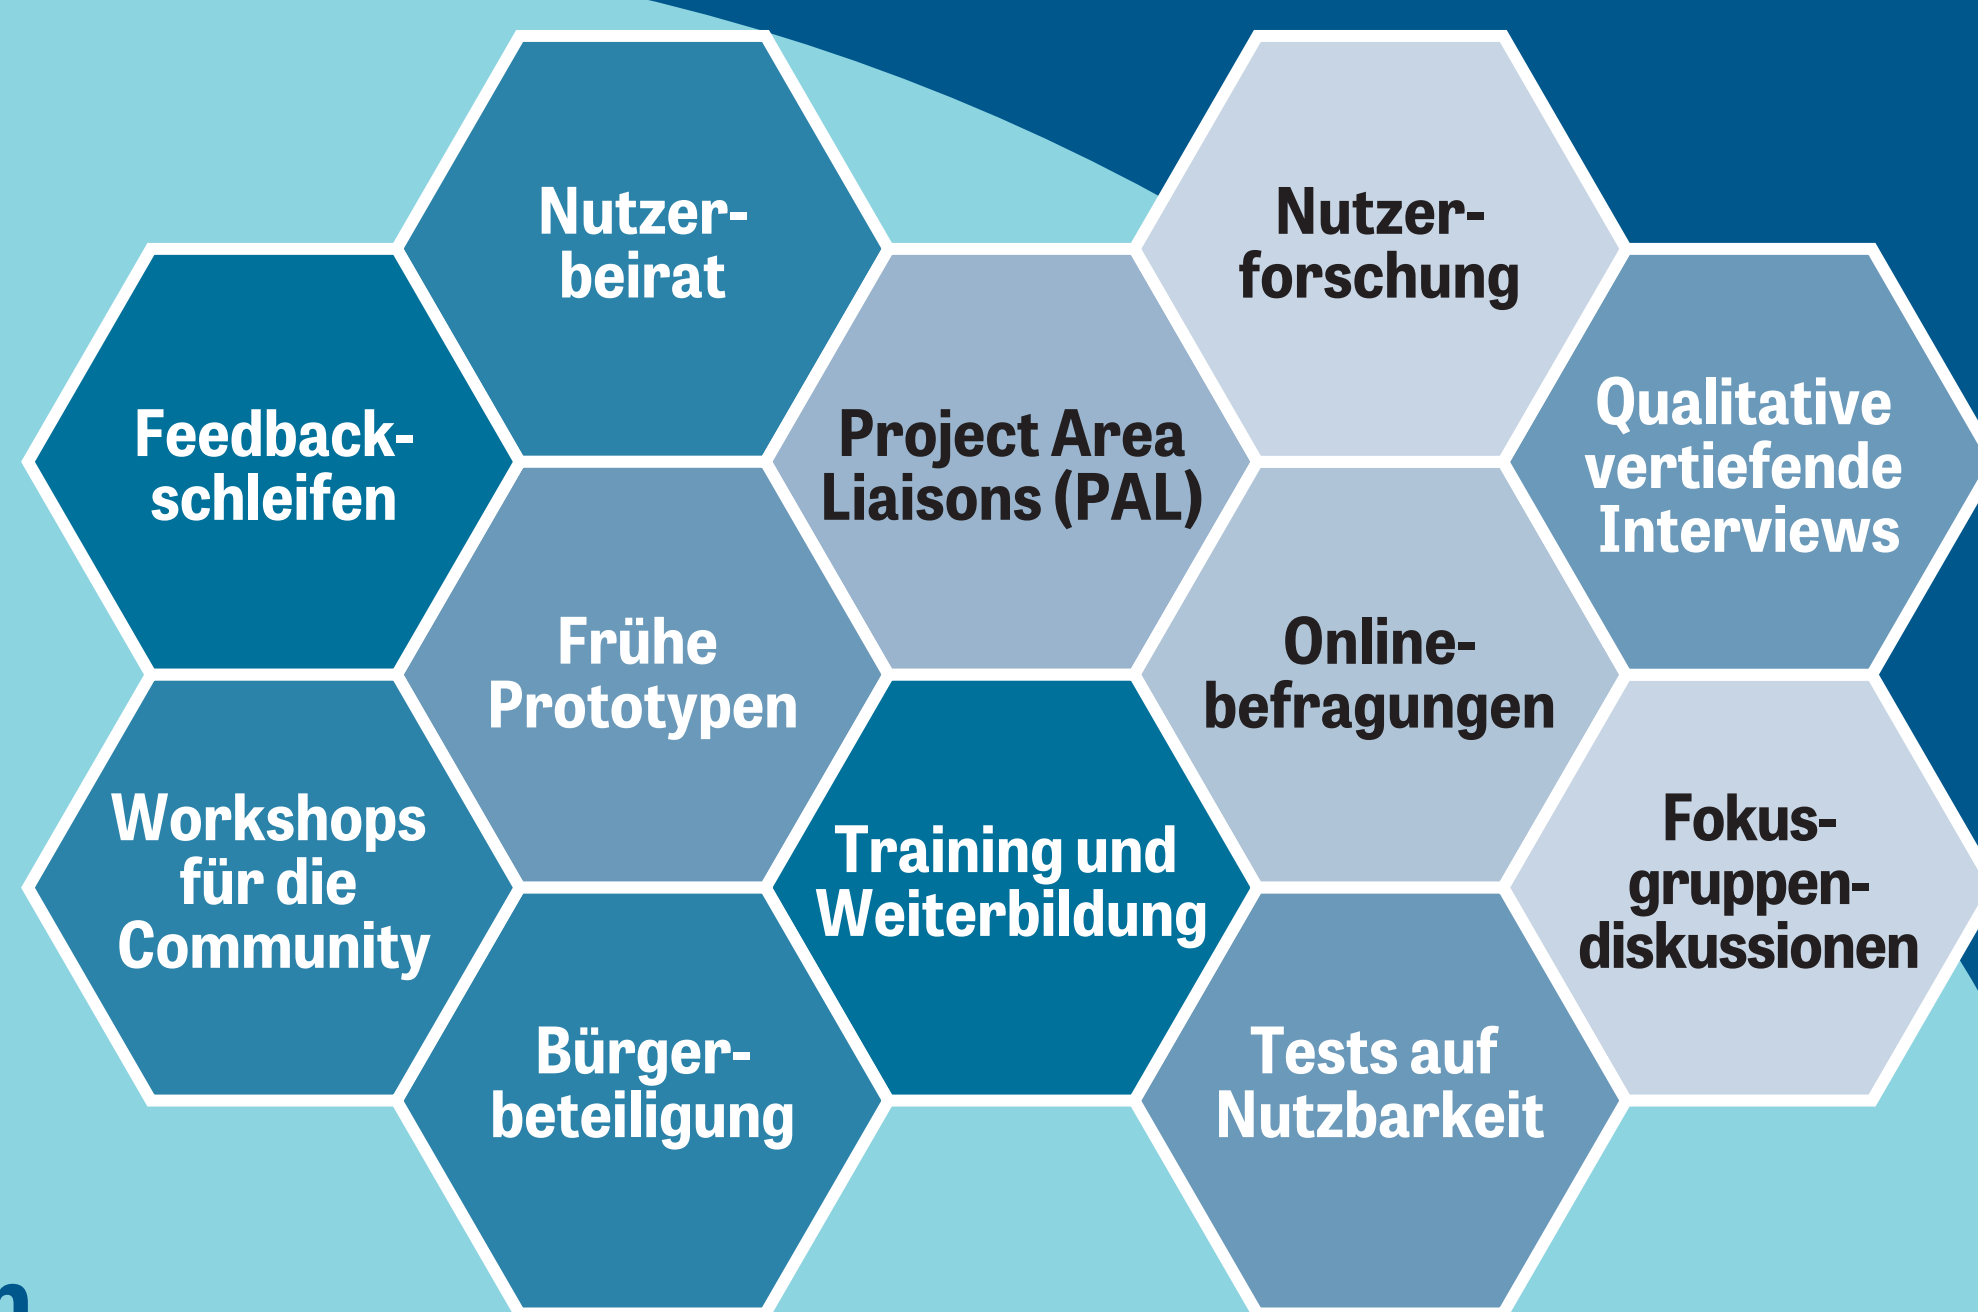 Nutzer-
beirat
Nutzer-
forschung
Feedback-
schleifen
Project Area
Liaisons (PAL)
Qualitative
vertiefende
Interviews
Frühe
Prototypen
Online-
befragungen
Workshops
für die
Community
Training und
Weiterbildung
Fokus-
gruppen-
diskussionen
Bürger-
beteiligung
Tests auf
Nutzbarkeit